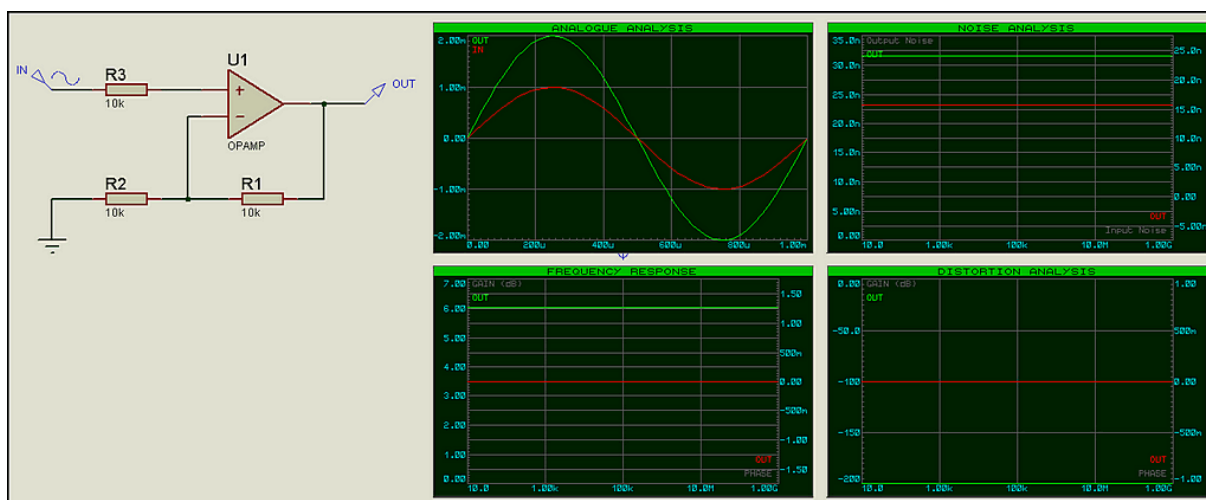 IN
R3
10k
U1
OUT
OPAMP
R2
10k
R1
10k
ANALOGUE ANALYSIS
2.00m
OUT
IN
1.00m
0.00
-1.00m
-2.00m
0.00
200u
400u
600u
800u
1.00m
NOISE ANALYSIS
35.0n
Output Noise
25.0n
OUT
30.0n
20.0n
25.0n
15.0n
20.0n
10.0n
15.0n
5.00n
10.0n
0.00
5.00n
OUT
-5.00n
Input Noise
0.00
10.0
1.00k
100k
10.0M
1.00G
FREQUENCY RESPONSE
7.00
GAIN (dB)
1.50
OUT
6.00
1.00
5.00
500m
4.00
0.00
3.00
-500m
2.00
-1.00
1.00
OUT
PHASE
-1.50
0.00
10.0
1.00k
100k
10.0M
1.00G
DISTORTION ANALYSIS
0.00
GAIN (dB)
1.00
OUT
-50.0
500m
-100
0.00
-150
-500m
OUT
PHASE
-200
-1.00
10.0
1.00k
100k
10.0M
1.00G